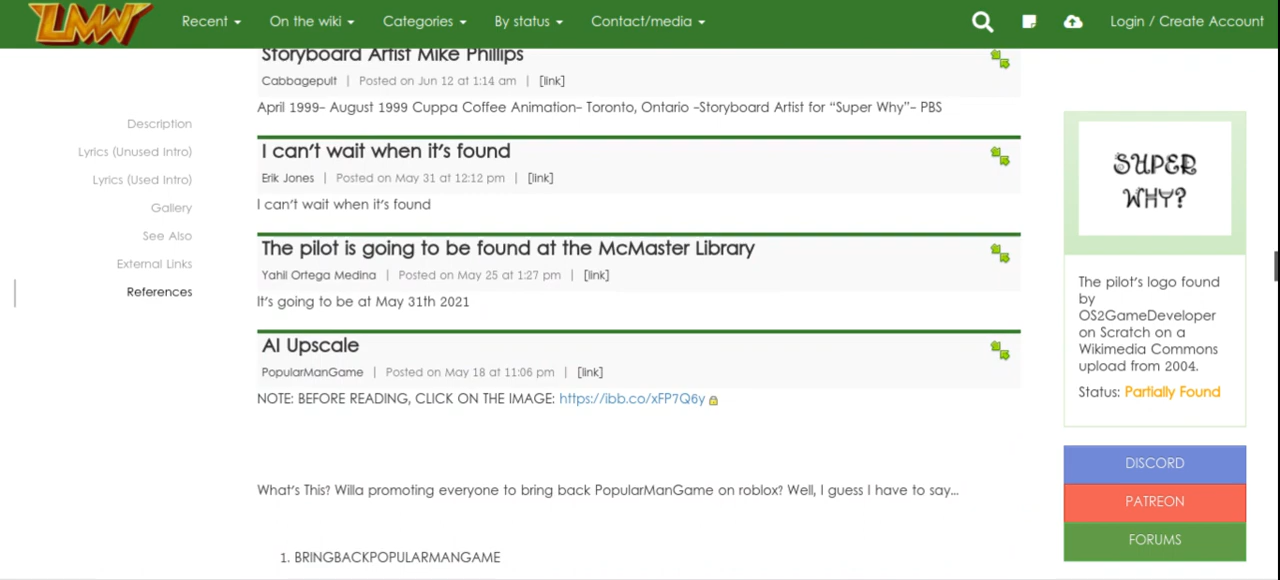 LMW
Recent
On the wiki
Categories
By status
Contact/media
Login / Create Account
Storyboard Artist Mike Phillips
Cabbagepult | Posted on Jun 12 at 1:14 am | [link]
April 1999- August 1999 Cuppa Coffee Animation- Toronto, Ontario -Storyboard Artist for “Super Why”- PBS
I can't wait when it's found
Erik Jones | Posted on May 31 at 12:12 pm | [link]
I can't wait when it's found
The pilot is going to be found at the McMaster Library
Yahil Ortega Medina | Posted on May 25 at 1:27 pm | [link]
It's going to be at May 31th 2021
AI Upscale
PopularManGame | Posted on May 18 at 11:06 pm | [link]
NOTE: BEFORE READING, CLICK ON THE IMAGE: https://ibb.co/xFP7Q6y
What's This? Willa promoting everyone to bring back PopularManGame on roblox? Well, I guess I have to say...
1. BRINGBACKPOPULARMANGAME
Description
Lyrics (Unused Intro)
Lyrics (Used Intro)
Gallery
See Also
External Links
References
SUPER
WHY?
The pilot's logo found
by
OS2GameDeveloper
on Scratch on a
Wikimedia Commons
upload from 2004.
Status: Partially Found
DISCORD
PATREON
FORUMS